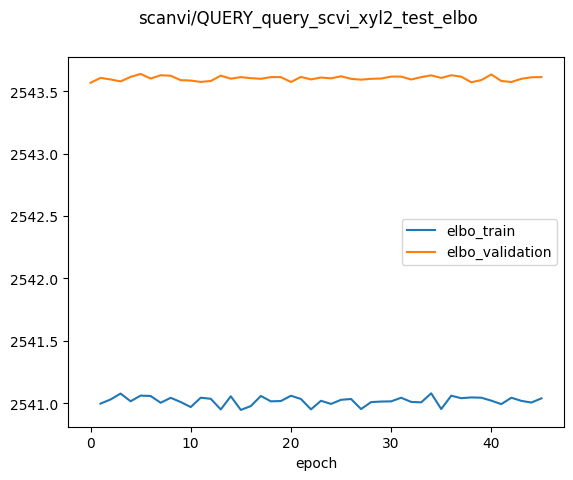 scanvi/QUERY_query_scvi_xyl2_test_elbo
2543.5
2543.0
2542.5
2542.0
2541.5
2541.0
elbo_train
elbo_validation
0 10 20 30 40
epoch